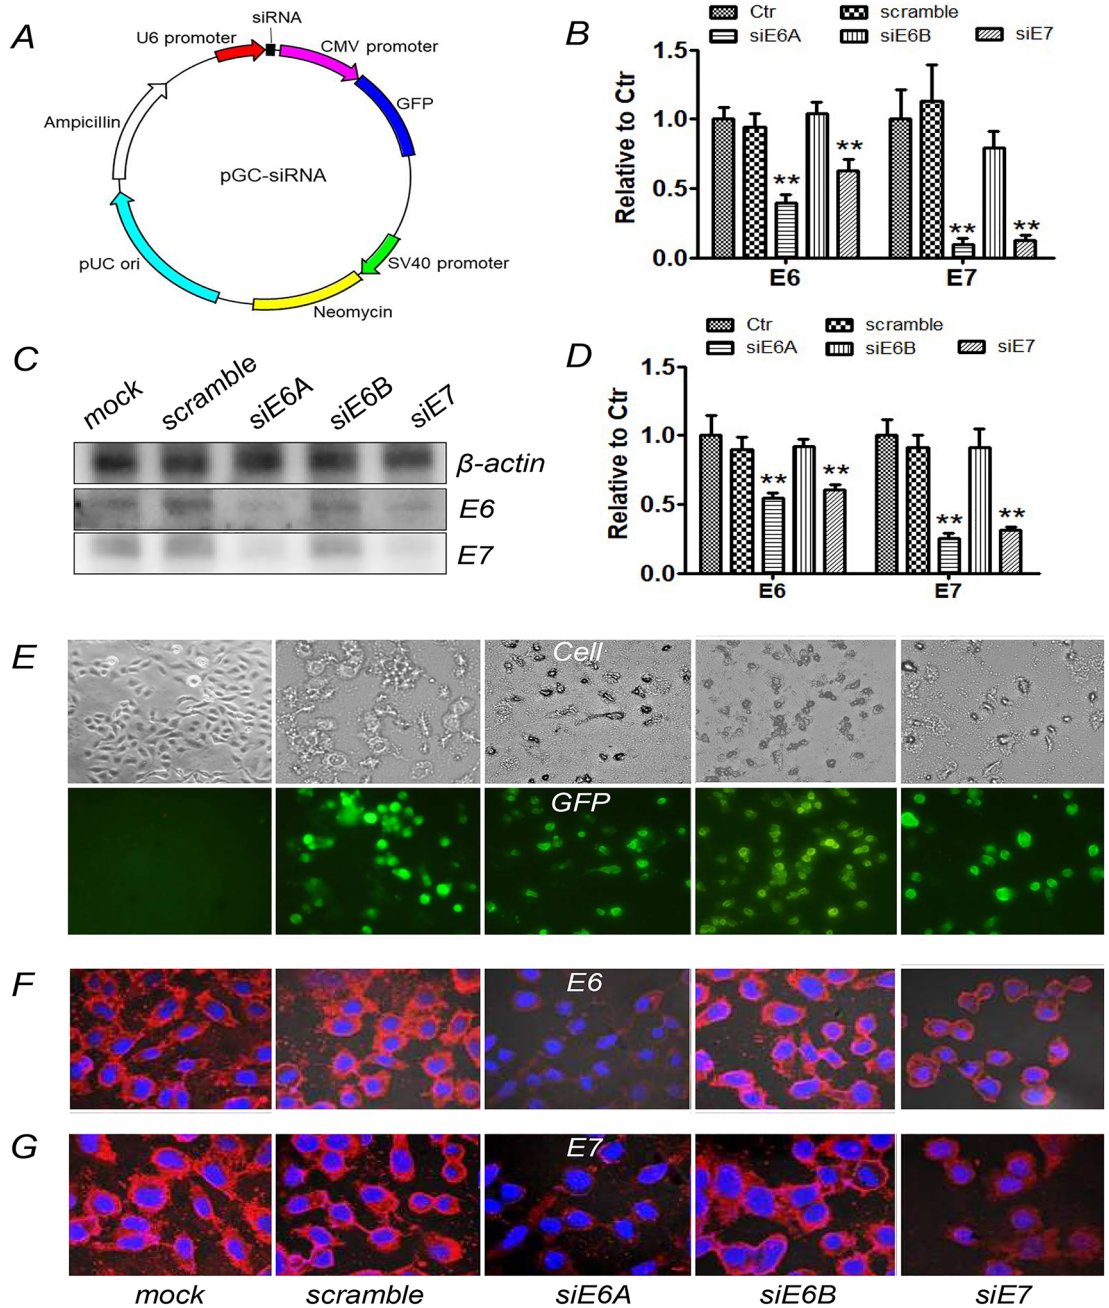 A
siRNA
U6 promoter
CMV promoter
GFP
Ampicillin
pGC-siRNA
pUC ori
SV40 promoter
Neomycin
B
Ctr
scramble
siE6A
siE6B
siE7
Relative to Ctr
1.5
1.0
0.5
0.0
**
**
**
**
E6
E7
C
mock
scramble
siE6A
siE6B
siE7
β-actin
E6
E7
D
Ctr
scramble
siE6A
siE6B
siE7
Relative to Ctr
1.5
1.0
0.5
0.0
**
**
**
**
E6
E7
E
Cell
GFP
F
E6
G
E7
mock
scramble
siE6A
siE6B
siE7